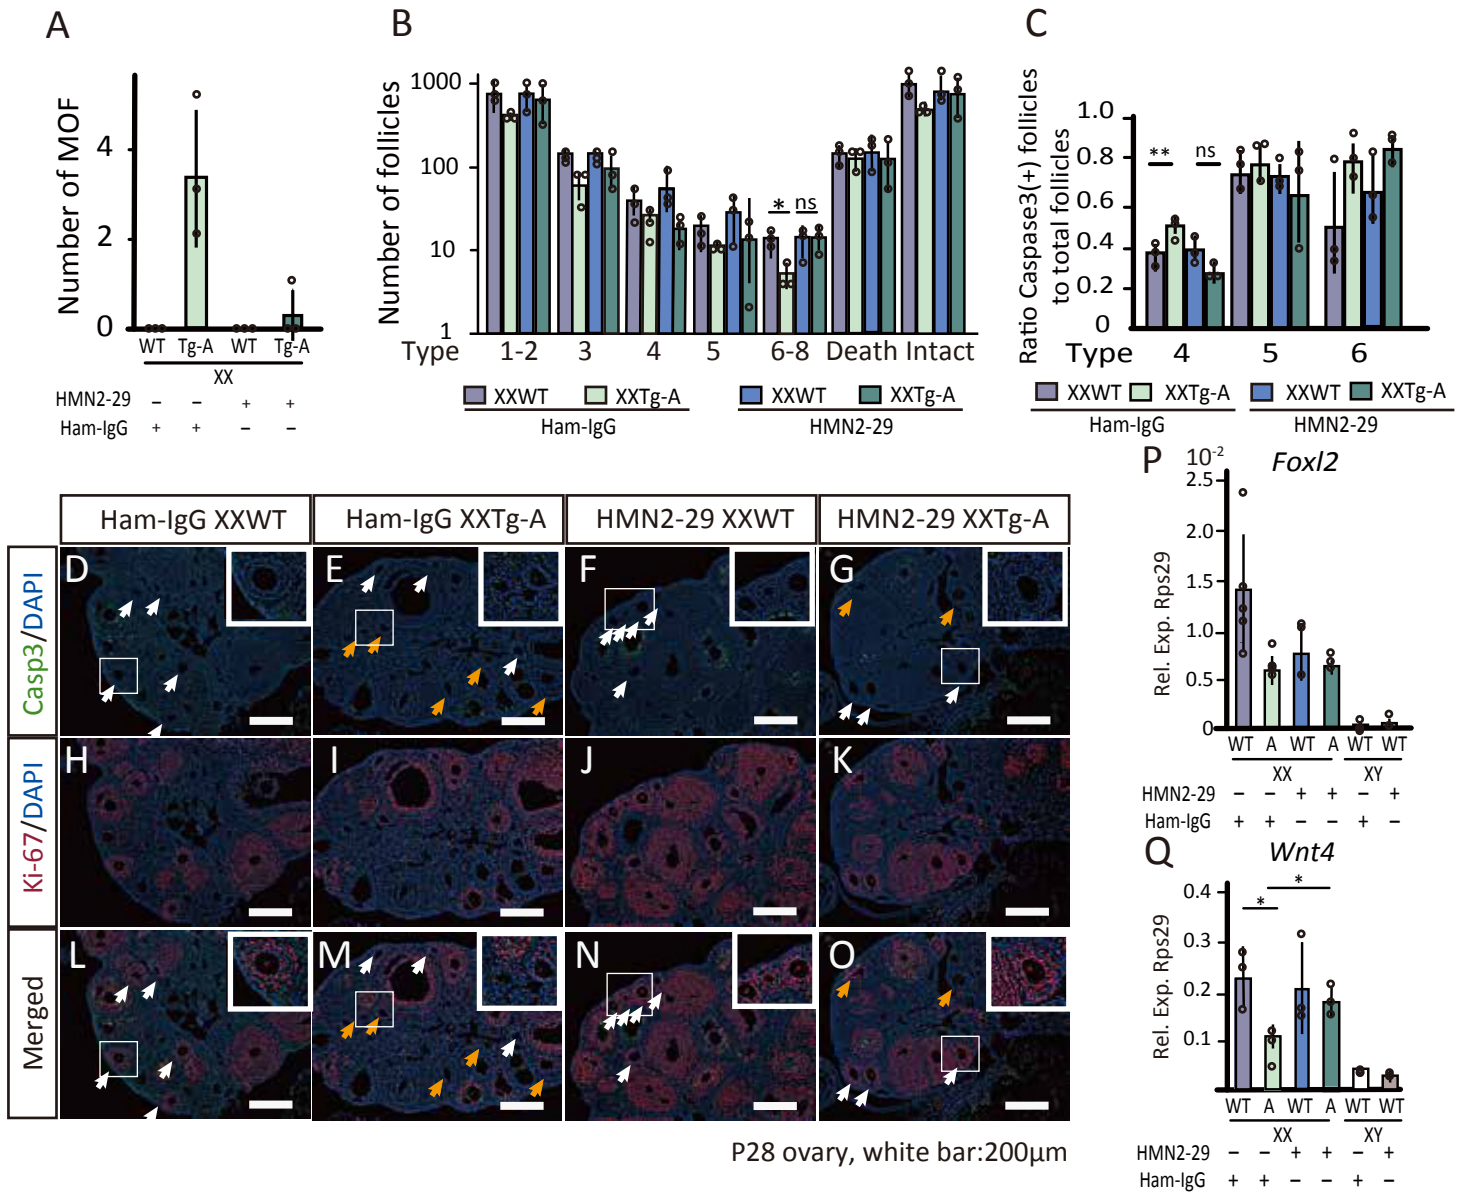 A
Number of MOF
4
2
0
WT Tg-A WT Tg-A
XX
HMN2-29 – – + +
Ham-IgG + + – –
B
Number of follicles
1000
100
10
1
* ns
Type 1-2 3 4 5 6-8 Death Intact
XXWT XXTg-A XXWT XXTg-A
Ham-IgG HMN2-29
C
Ratio Caspase3(+) follicles
to total follicles
1.0
0.8
0.6
0.4
0.2
0
** ns
Type 4 5 6
XXWT XXTg-A XXWT XXTg-A
Ham-IgG HMN2-29
Ham-IgG XXWT Ham-IgG XXTg-A HMN2-29 XXWT HMN2-29 XXTg-A
Casp3/DAPI
D E F G
Ki-67/DAPI
H I J K
Merged
L M N O
P28 ovary, white bar:200μm
P
10-2
Foxl2
Rel. Exp. Rps29
2.5
2.0
1.5
1.0
0.5
0
WT A WT A WT WT
XX XY
HMN2-29 – – + + – +
Ham-IgG + + – – + –
Q
Wnt4
Rel. Exp. Rps29
0.4
0.3
0.2
0.1
* *
WT A WT A WT WT
XX XY
HMN2-29 – – + + – +
Ham-IgG + + – – + –